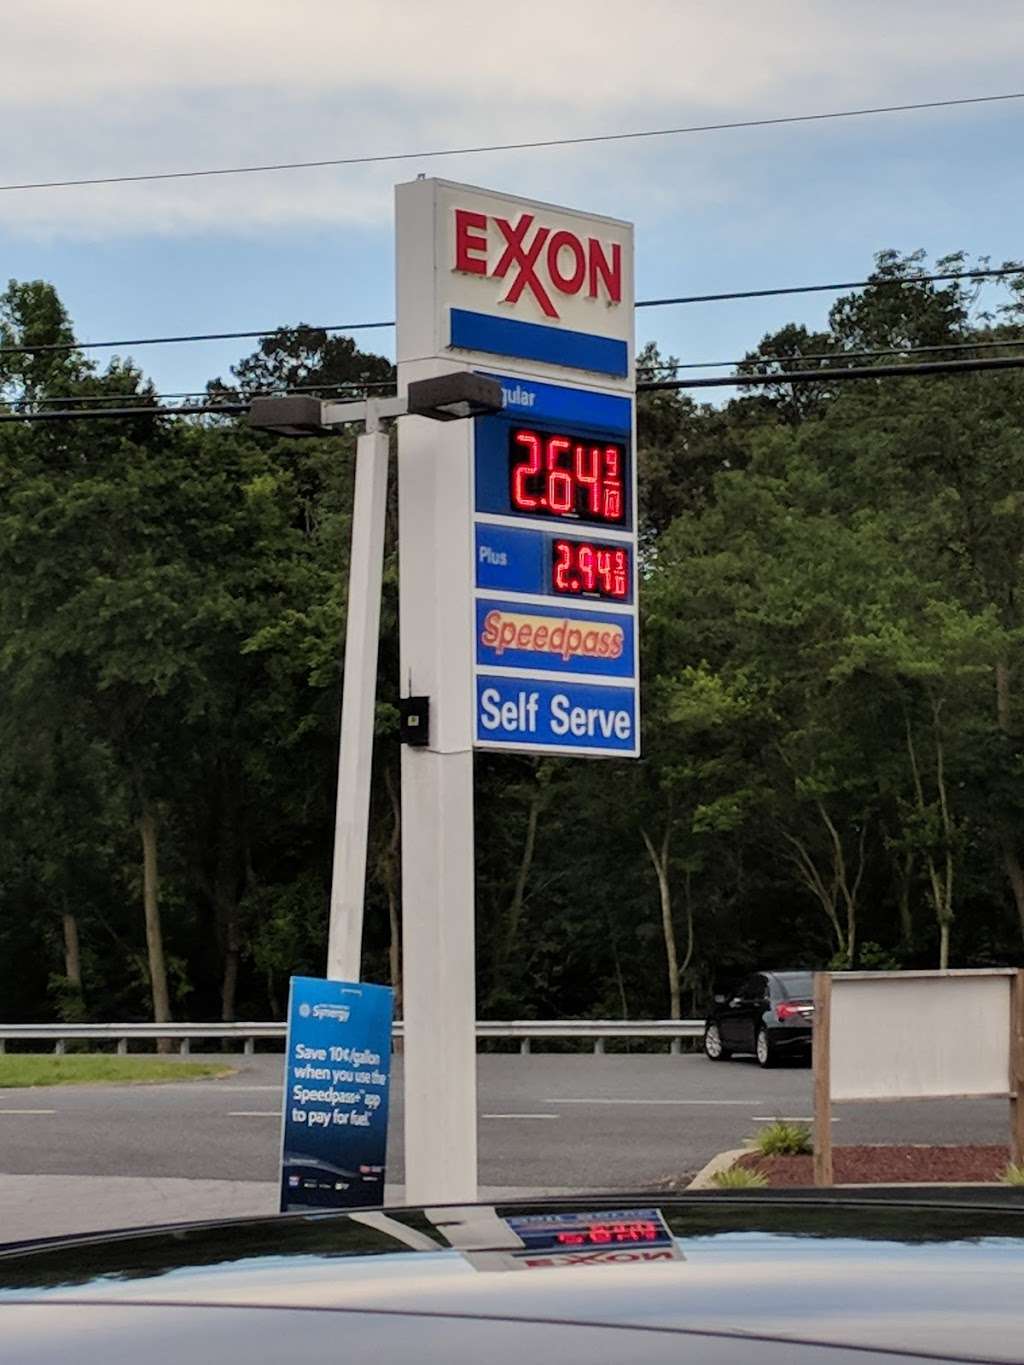 EXXON
gular
2.64 9/10
Plus
2.94 9/10
Speedpass
Self Serve
Synergy
Save 10¢/gallon
when you use the
Speedpass+™ app
to pay for fuel.*